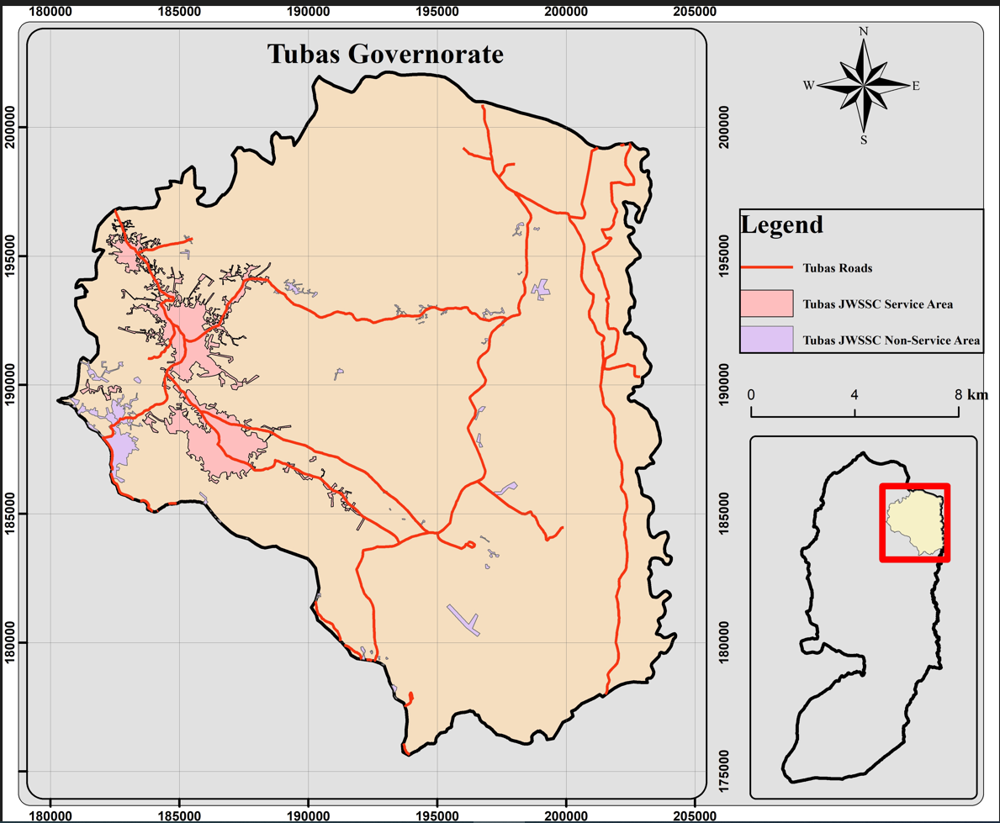 180000 185000 190000 195000 200000 205000
Tubas Governorate
N
W E
S
200000 200000
195000 195000
190000 190000
185000 185000
180000 180000
175000
Legend
Tubas Roads
Tubas JWSSC Service Area
Tubas JWSSC Non-Service Area
0 4 8 km
180000 185000 190000 195000 200000 205000